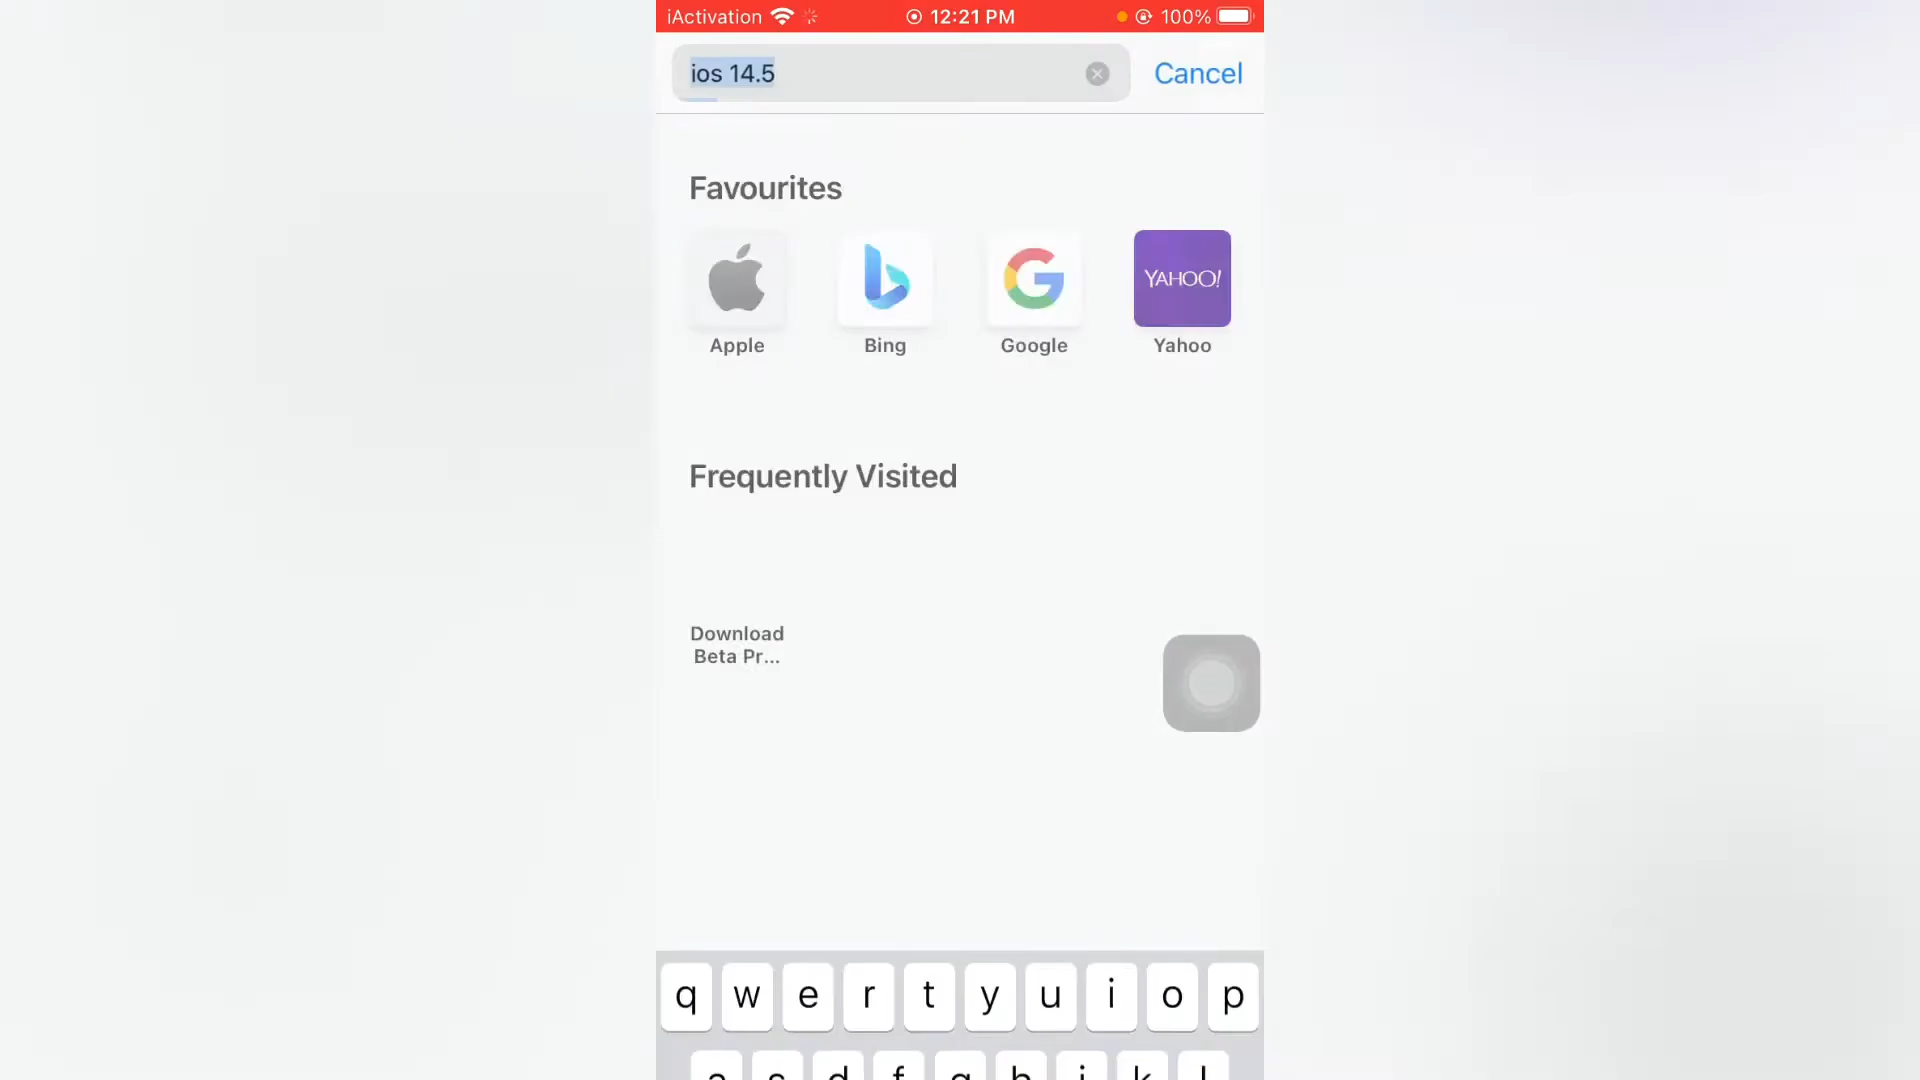 iActivation 12:21 PM 100%
ios 14.5 Cancel
Favourites
YAHOO!
Apple Bing Google Yahoo
Frequently Visited
Download
Beta Pr...
q w e r t y u i o p
a s d f g h j k l